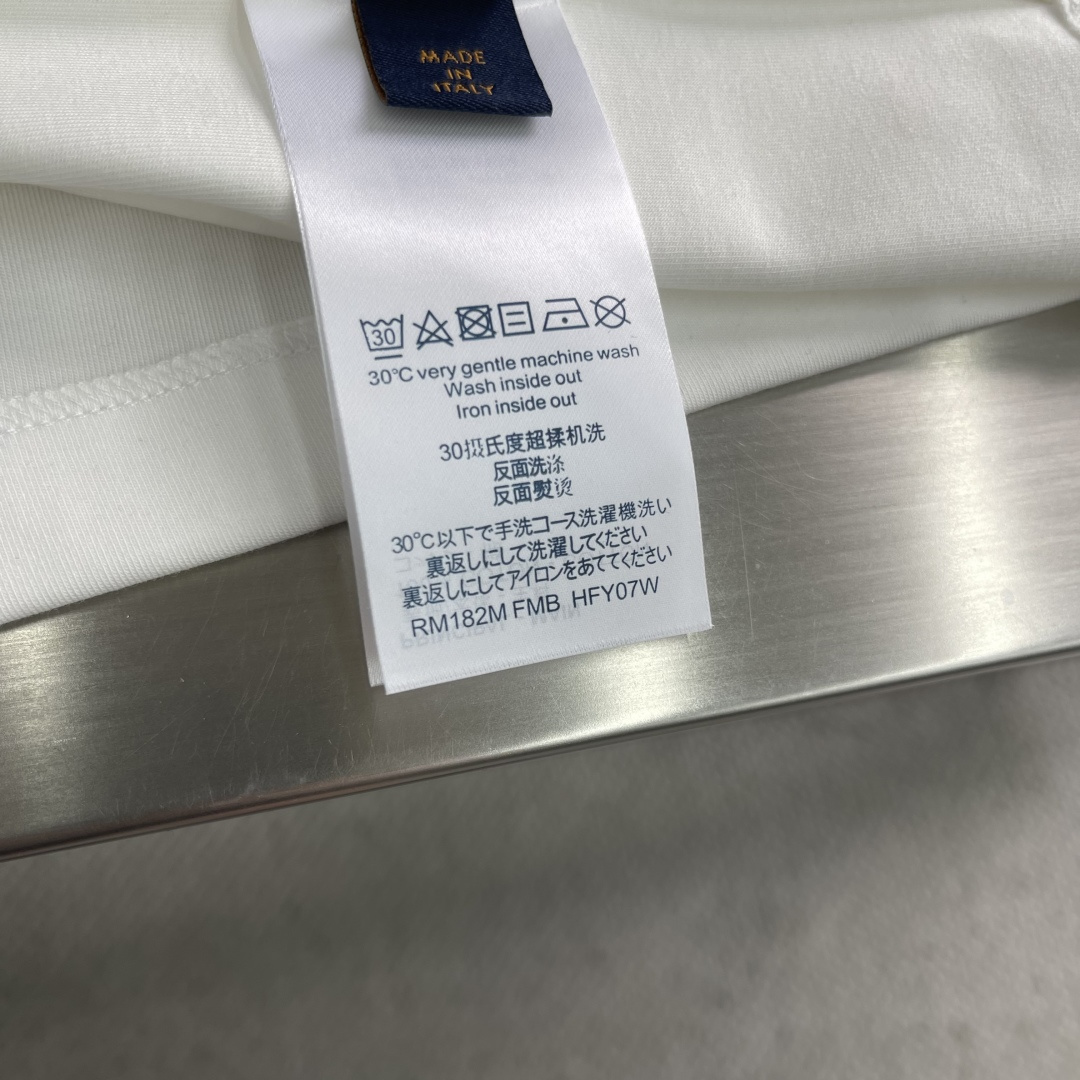 MADE
IN
ITALY
30
30℃ very gentle machine wash
Wash inside out
Iron inside out
30摄氏度超揉机洗
反面洗涤
反面熨烫
30℃以下で手洗コース洗濯機洗い
裏返しにして洗濯してください
裏返しにしてアイロンをあててください
RM182M FMB HFY07W